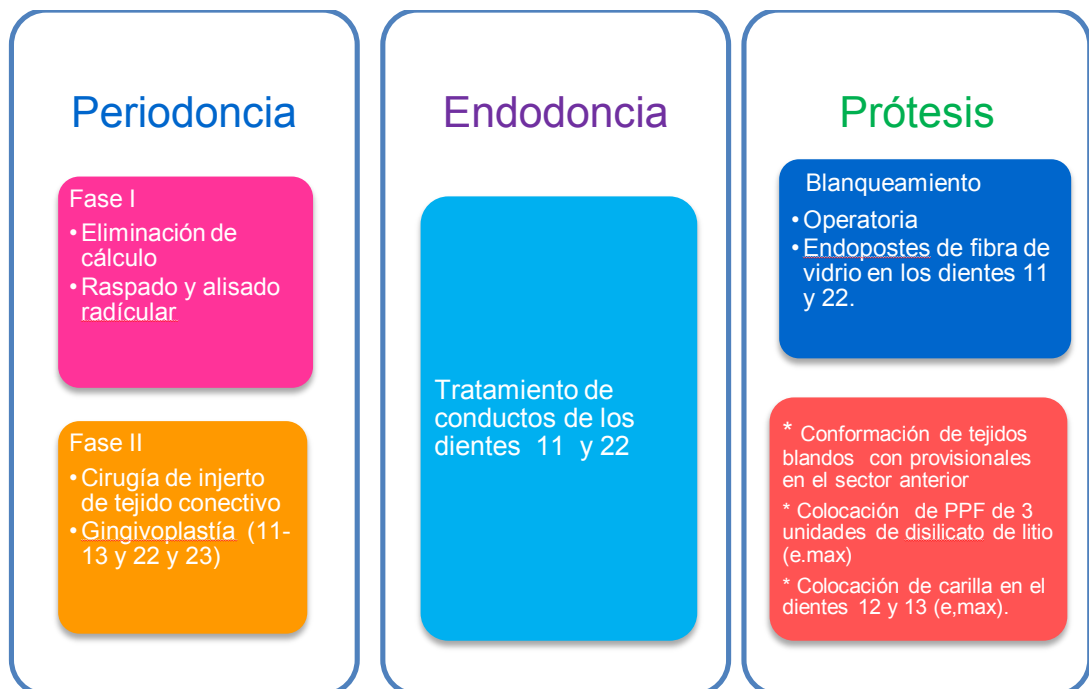 Periodoncia
Fase I
• Eliminación de
cálculo
• Raspado y alisado
radícular
Fase II
• Cirugía de injerto
de tejido conectivo
• Gingivoplastía (11-
13 y 22 y 23)
Endodoncia
Tratamiento de
conductos de los
dientes 11 y 22
Prótesis
Blanqueamiento
• Operatoria
• Endopostes de fibra de
vidrio en los dientes 11
y 22.
* Conformación de tejidos
blandos con provisionales
en el sector anterior
* Colocación de PPF de 3
unidades de disilicato de litio
(e.max)
* Colocación de carilla en el
dientes 12 y 13 (e,max).